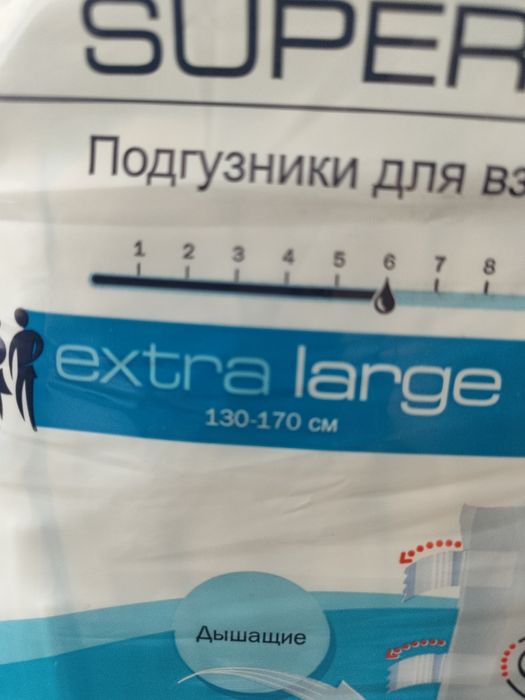 SUPER
Подгузники для вз
1 2 3 4 5 6 7 8
extra large
130-170 см
Дышащие